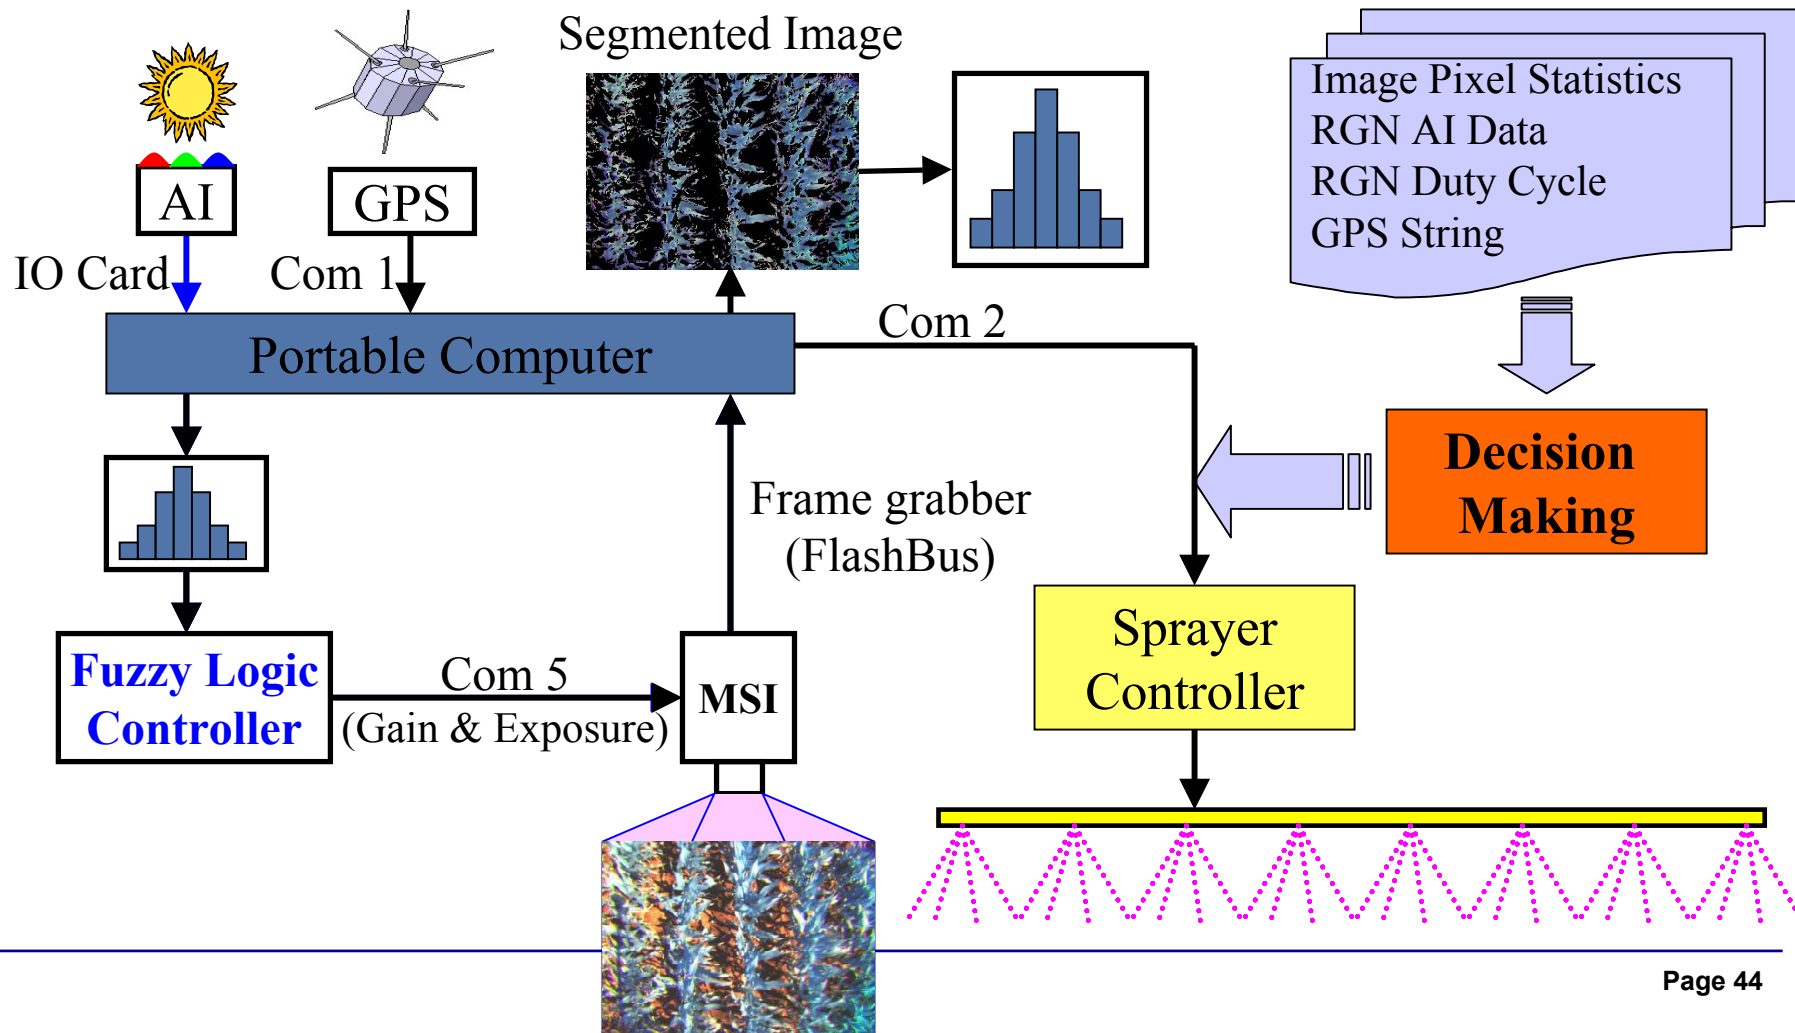 Segmented Image
Image Pixel Statistics
RGN AI Data
RGN Duty Cycle
GPS String
AI
GPS
IO Card
Com 1
Com 2
Portable Computer
Decision
Making
Frame grabber
(FlashBus)
Sprayer
Controller
Fuzzy Logic
Controller
Com 5
(Gain & Exposure)
MSI
Page 44